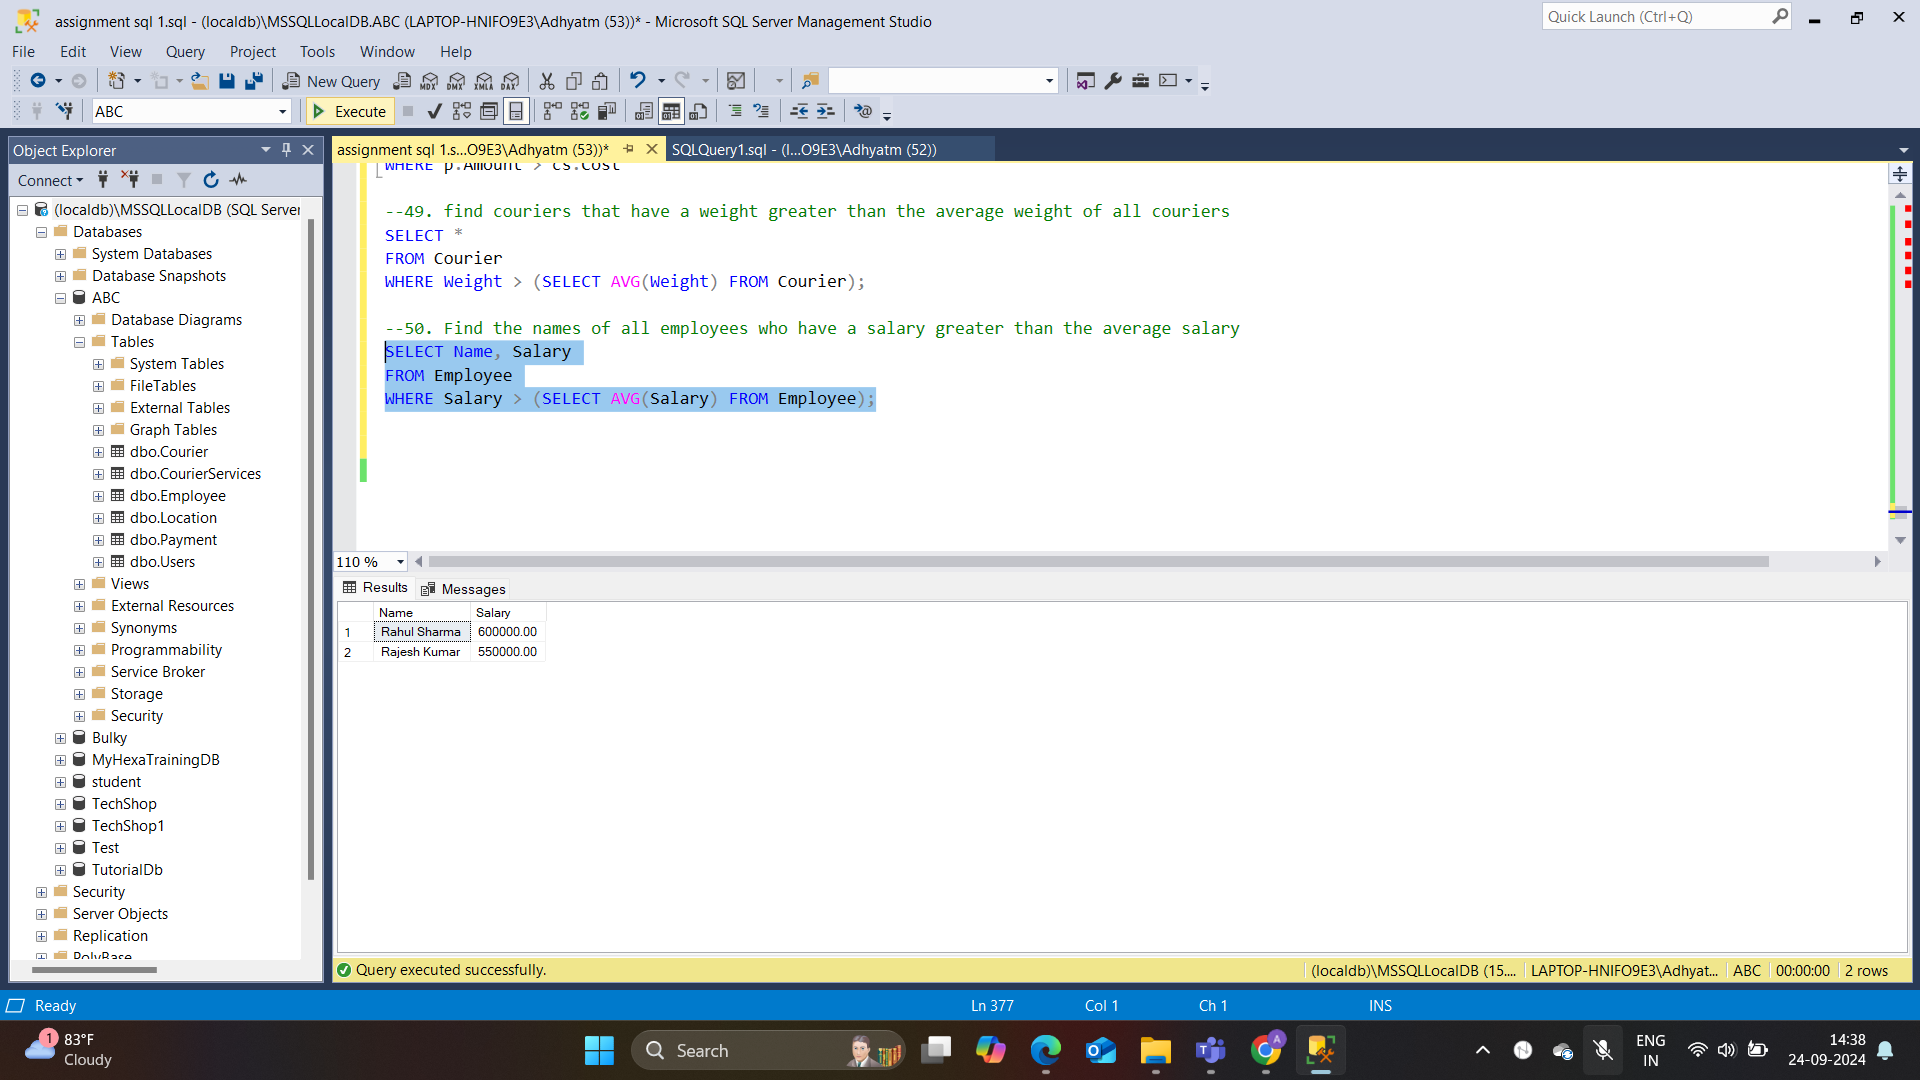 assignment sql 1.sql - (localdb)\MSSQLLocalDB.ABC (LAPTOP-HNIFO9E3\Adhyatm (53))* - Microsoft SQL Server Management Studio
Quick Launch (Ctrl+Q)
File Edit View Query Project Tools Window Help
New Query MDX DMX XMLA DAX
ABC
Execute
Object Explorer
assignment sql 1.s...O9E3\Adhyatm (53))*
SQLQuery1.sql - (l...O9E3\Adhyatm (52))
Connect
(localdb)\MSSQLLocalDB (SQL Server
Databases
System Databases
Database Snapshots
ABC
Database Diagrams
Tables
System Tables
FileTables
External Tables
Graph Tables
dbo.Courier
dbo.CourierServices
dbo.Employee
dbo.Location
dbo.Payment
dbo.Users
Views
External Resources
Synonyms
Programmability
Service Broker
Storage
Security
Bulky
MyHexaTrainingDB
student
TechShop
TechShop1
Test
TutorialDb
Security
Server Objects
Replication
PolyBase
WHERE p.Amount > cs.Cost
--49. find couriers that have a weight greater than the average weight of all couriers
SELECT *
FROM Courier
WHERE Weight > (SELECT AVG(Weight) FROM Courier);
--50. Find the names of all employees who have a salary greater than the average salary
SELECT Name, Salary
FROM Employee
WHERE Salary > (SELECT AVG(Salary) FROM Employee);
110 %
Results Messages
Name Salary
1 Rahul Sharma 600000.00
2 Rajesh Kumar 550000.00
Query executed successfully.
(localdb)\MSSQLLocalDB (15.... LAPTOP-HNIFO9E3\Adhyat... ABC 00:00:00 2 rows
Ready
Ln 377 Col 1 Ch 1 INS
1
83°F
Cloudy
Search
A
ENG
IN
14:38
24-09-2024